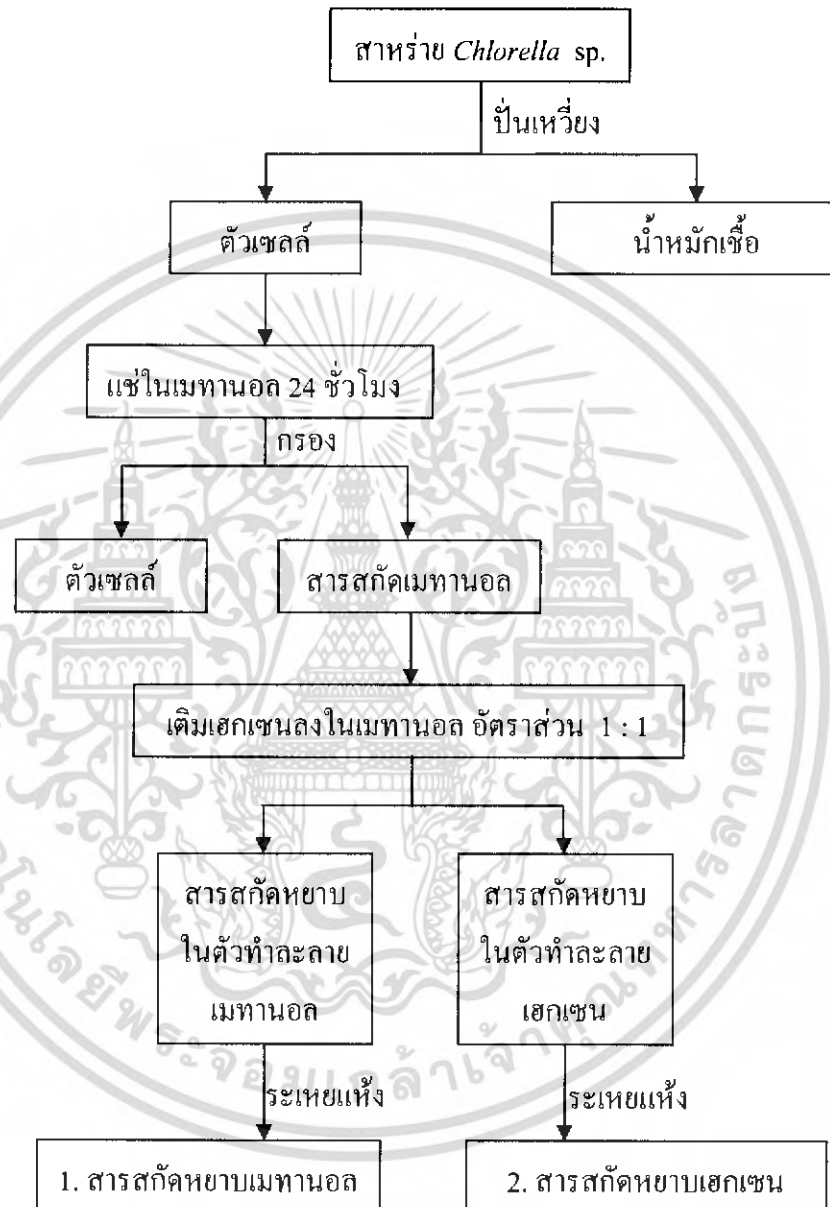 สาหร่าย Chlorella sp.
ปั่นเหวี่ยง
ตัวเซลล์
น้ำหมักเชื้อ
แช่ในเมทานอล 24 ชั่วโมง
กรอง
ตัวเซลล์
สารสกัดเมทานอล
เติมเฮกเซนลงในเมทานอล อัตราส่วน 1 : 1
สารสกัดหยาบ
ในตัวทำละลาย
เมทานอล
สารสกัดหยาบ
ในตัวทำละลาย
เฮกเซน
ระเหยแห้ง
ระเหยแห้ง
1. สารสกัดหยาบเมทานอล
2. สารสกัดหยาบเฮกเซน